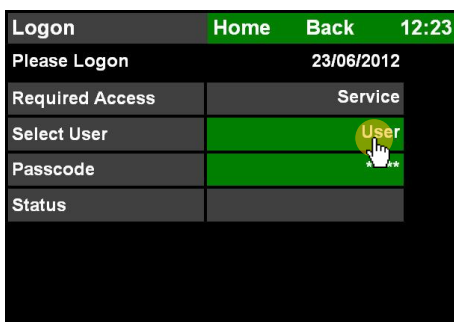 Logon Home Back 12:23
Please Logon 23/06/2012
Required Access Service
Select User User
Passcode ****
Status